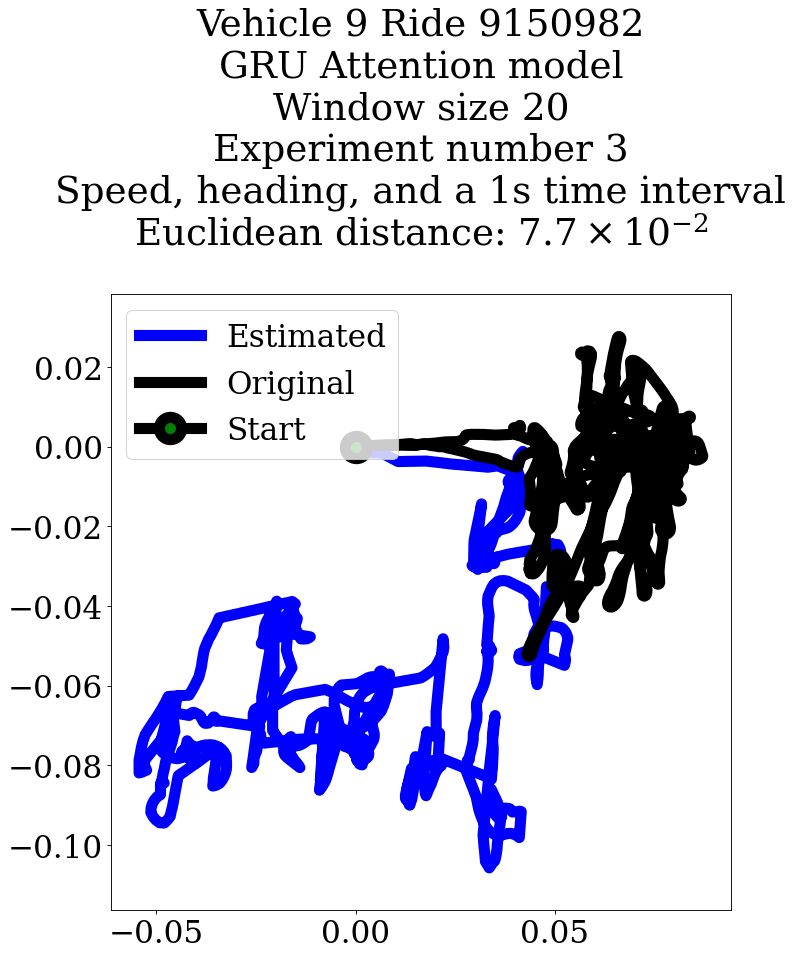 Vehicle 9 Ride 9150982
GRU Attention model
Window size 20
Experiment number 3
Speed, heading, and a 1s time interval
Euclidean distance: 7.7 × 10⁻²
Estimated
Original
Start
0.02
0.00
−0.02
−0.04
−0.06
−0.08
−0.10
−0.05 0.00 0.05